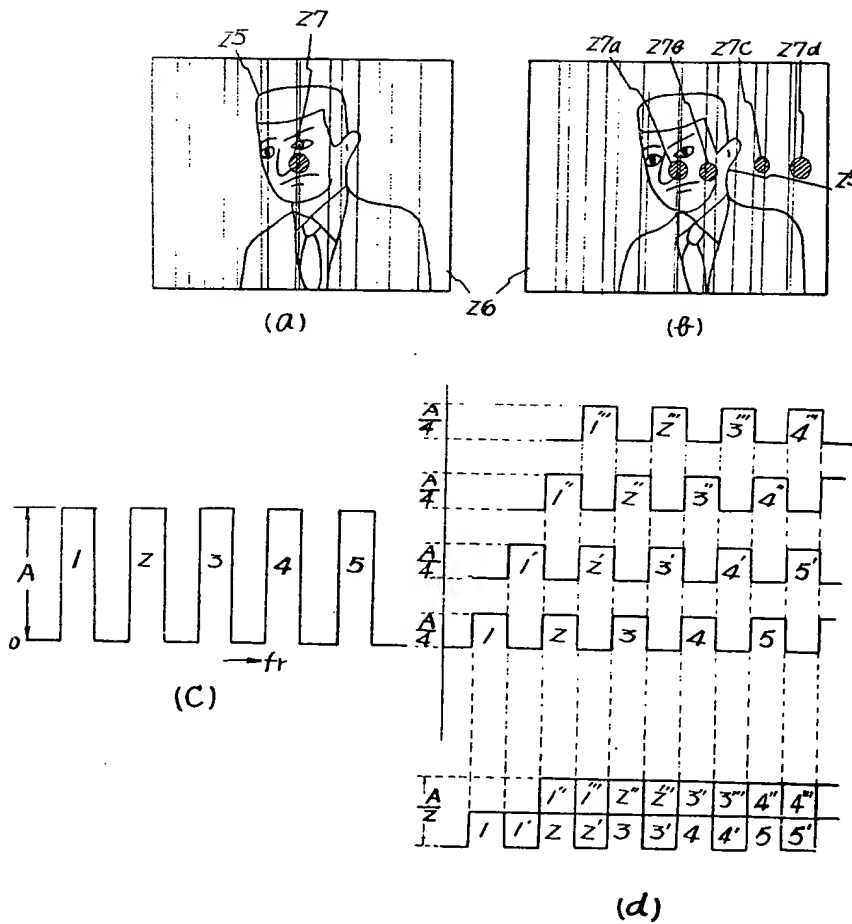 Z7
Z5
Z7a Z7b Z7c Z7d
Z5
Z6
(a)
(b)
A/4 1''' 2''' 3''' 4'''
A/4 1'' 2'' 3'' 4''
A/4 1' 2' 3' 4' 5'
A/4 1 2 3 4 5
A
1 2 3 4 5
0
→fr
(C)
A/2
1'' 1''' 2'' 2''' 3'' 3''' 4'' 4'''
1 1' 2 2' 3 3' 4 4' 5 5'
(d)